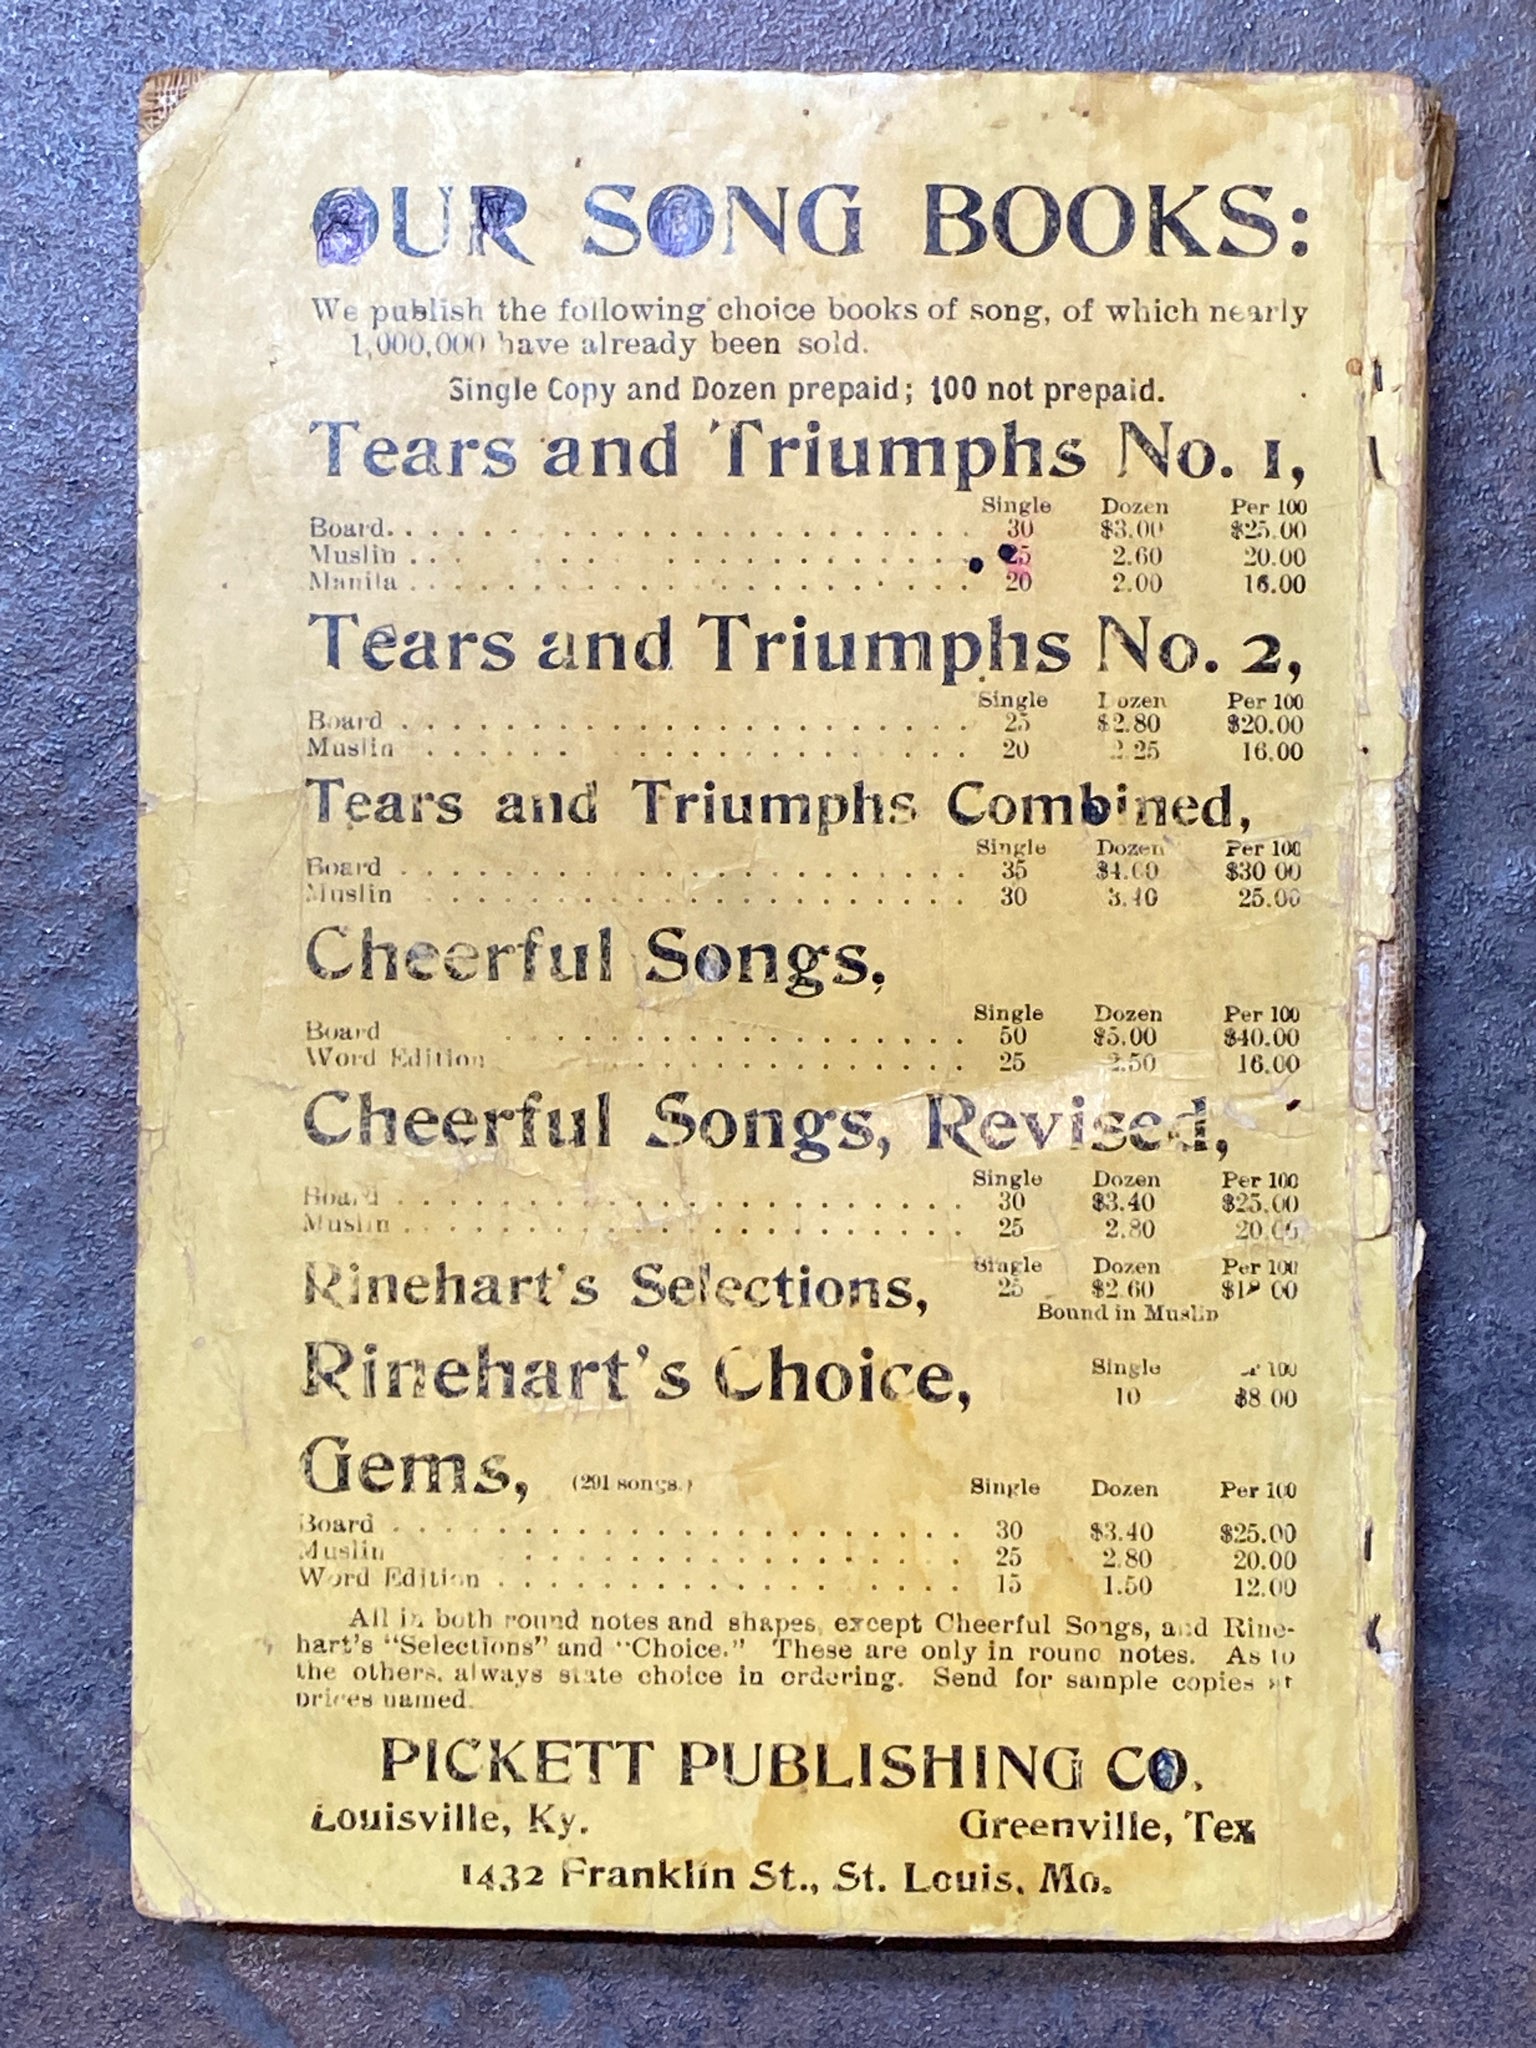 OUR SONG BOOKS:
We publish the following choice books of song, of which nearly
1,000,000 have already been sold.
Single Copy and Dozen prepaid; 100 not prepaid.
Tears and Triumphs No. 1,
Single Dozen Per 100
Board. . . . . . . . . . . . . . . . . . . . . . 30 $3.00 $25.00
Muslin . . . . . . . . . . . . . . . . . . . . . 25 2.60 20.00
Manila . . . . . . . . . . . . . . . . . . . . . 20 2.00 16.00
Tears and Triumphs No. 2,
Single Dozen Per 100
Board . . . . . . . . . . . . . . . . . . . . . 25 $2.80 $20.00
Muslin . . . . . . . . . . . . . . . . . . . . 20 2.25 16.00
Tears and Triumphs Combined,
Single Dozen Per 100
Board . . . . . . . . . . . . . . . . . . . . . 35 $4.00 $30 00
Muslin . . . . . . . . . . . . . . . . . . . . 30 3.40 25.00
Cheerful Songs,
Single Dozen Per 100
Board . . . . . . . . . . . . . . . . . 50 $5.00 $40.00
Word Edition . . . . . . . . . . . . . . . . . 25 2.50 16.00
Cheerful Songs, Revised,
Single Dozen Per 100
Board . . . . . . . . . . . . . . . . . . . . . 30 $3.40 $25.00
Muslin . . . . . . . . . . . . . . . . . . . . . 25 2.80 20.00
Rinehart's Selections, Single Dozen Per 100
25 $2.60
Bound in Muslin
Rinehart's Choice, Single 100
10 $8 00
Gems, (291 songs.) Single Dozen Per 100
Board . . . . . . . . . . . . . . . . . . . . . 30 $3.40 $25.00
Muslin . . . . . . . . . . . . . . . . . . 25 2.80 20.00
Word Edition . . . . . . . . . . . . . . . . . 15 1.50 12.00
All in both round notes and shapes, except Cheerful Songs, and Rine-
hart's "Selections" and "Choice." These are only in round notes. As to
the others, always state choice in ordering. Send for sample copies at
prices named.
PICKETT PUBLISHING CO.
Louisville, Ky. Greenville, Tex
1432 Franklin St., St. Louis, Mo.